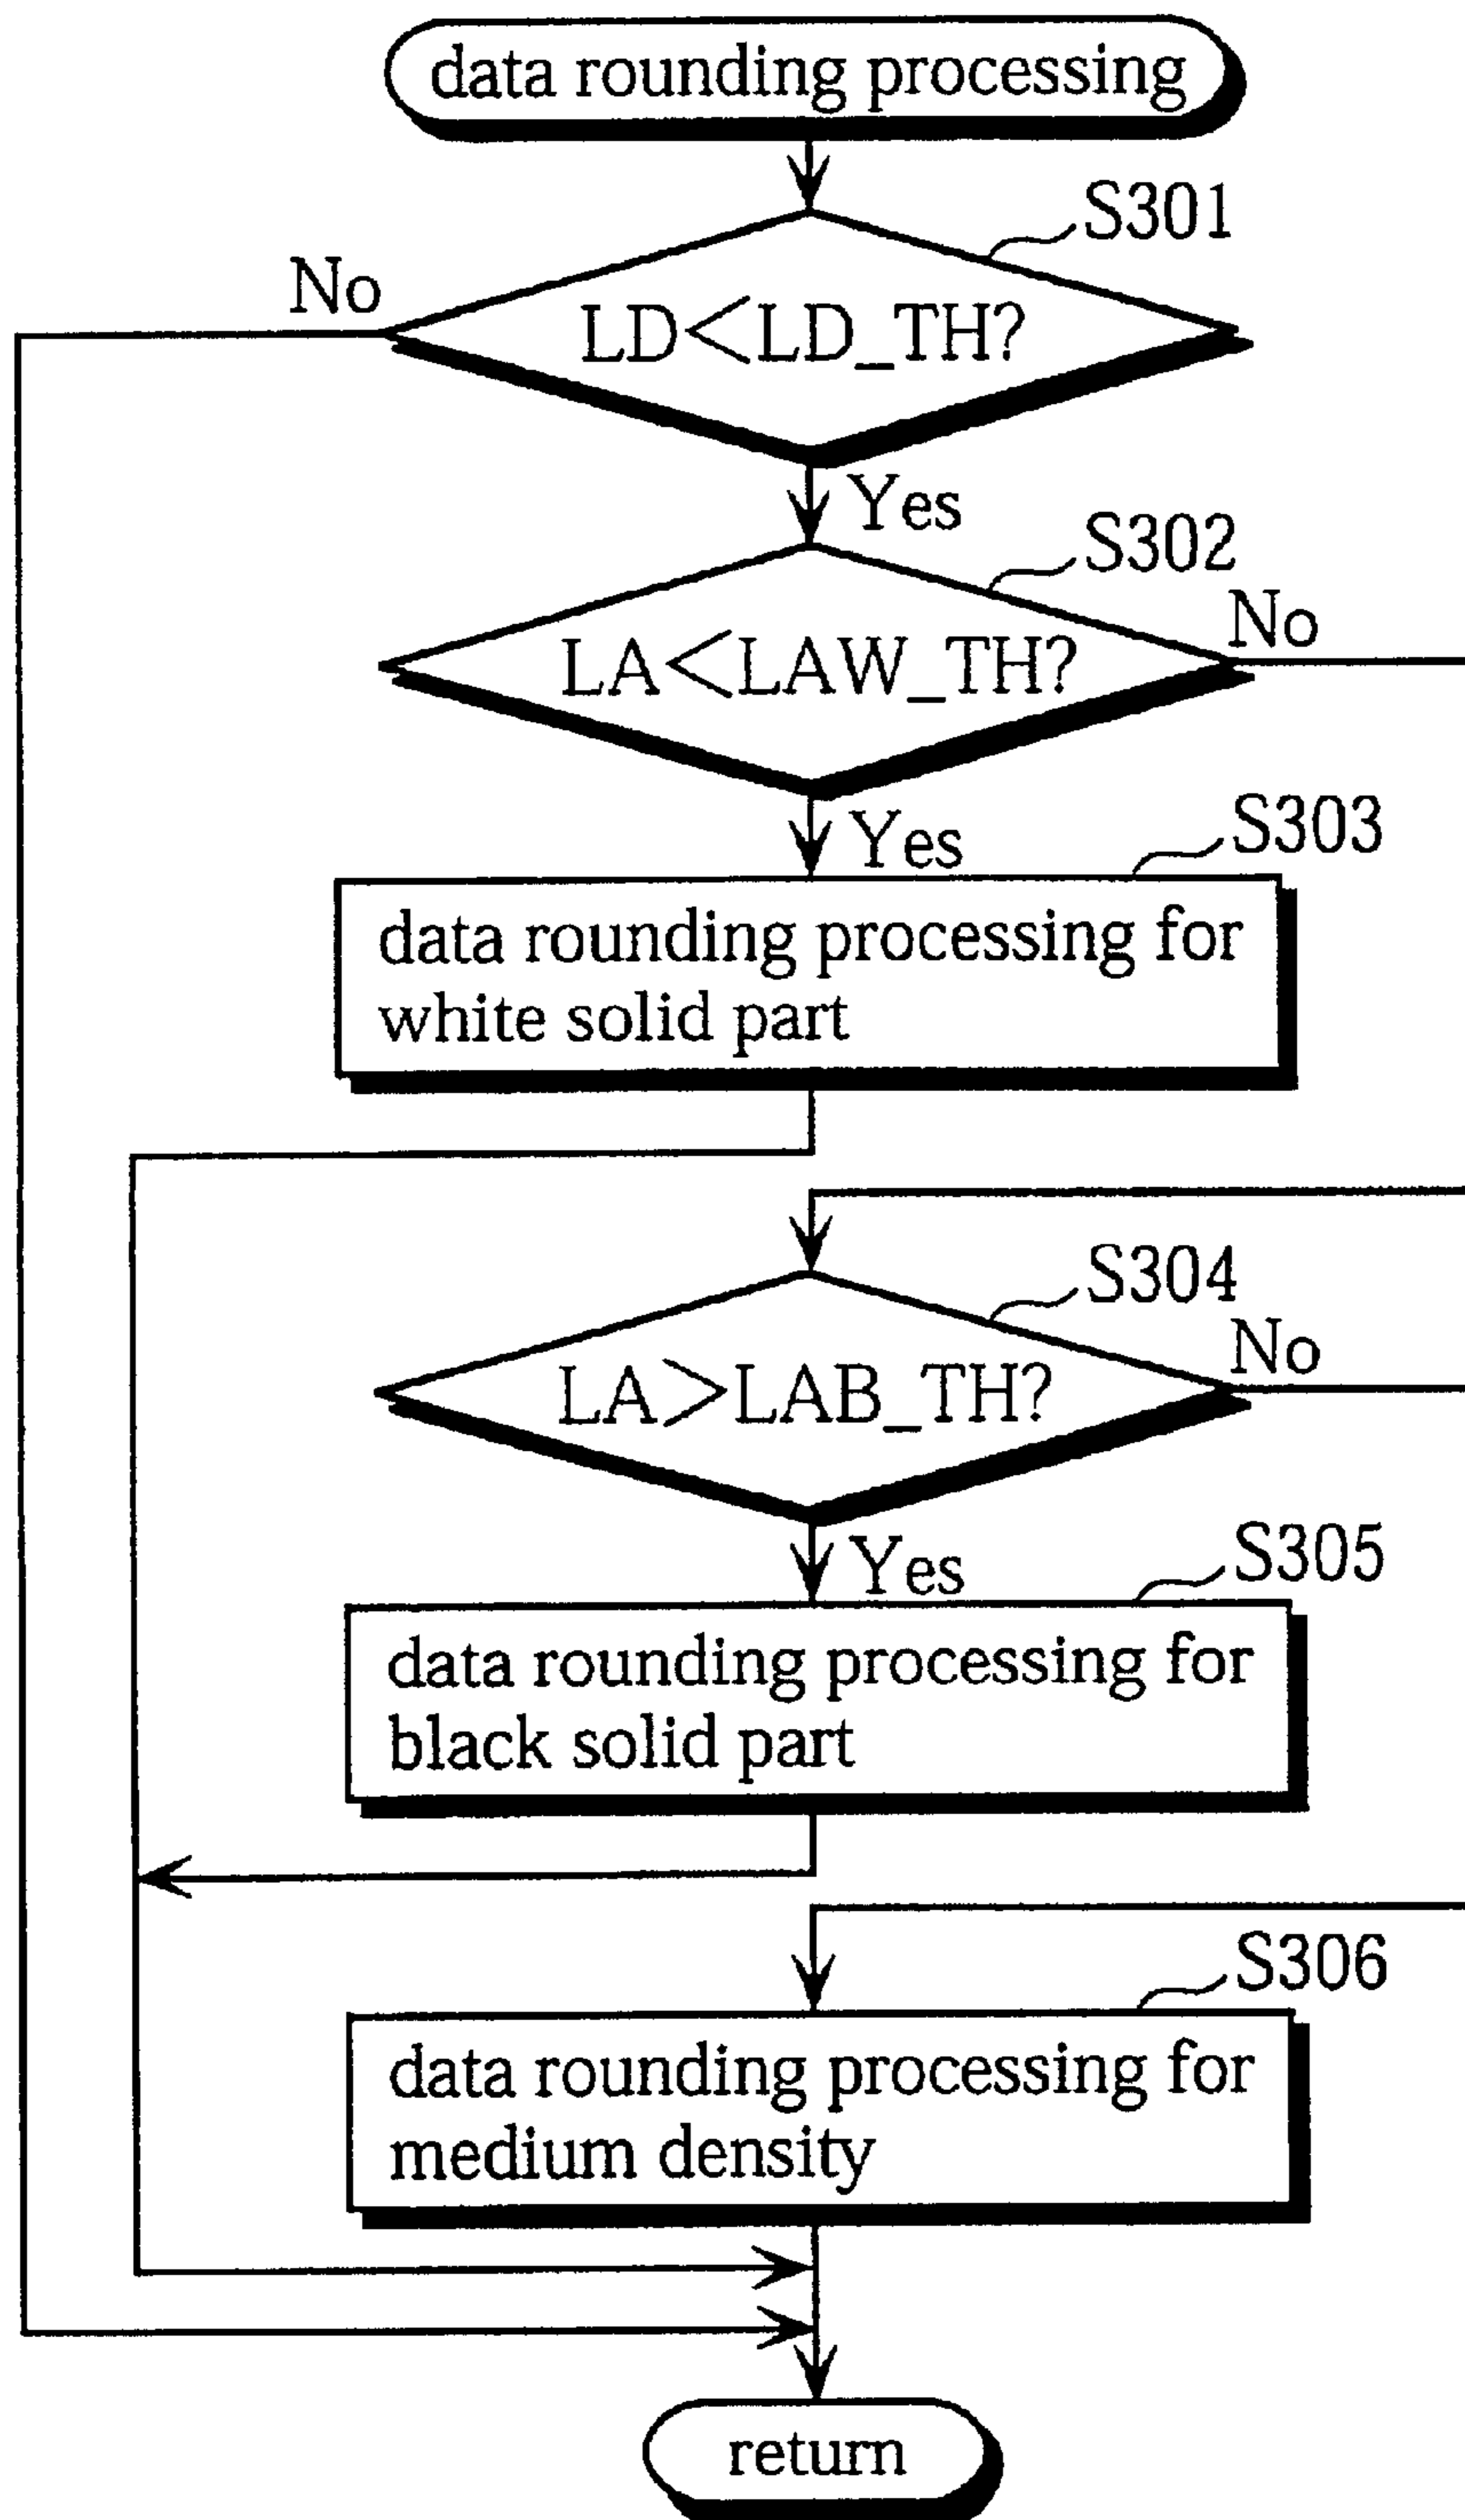 data rounding processing
S301
No
LD<LD_TH?
Yes
S302
No
LA<LAW_TH?
Yes
S303
data rounding processing for
white solid part
S304
No
LA>LAB_TH?
Yes
S305
data rounding processing for
black solid part
S306
data rounding processing for
medium density
return